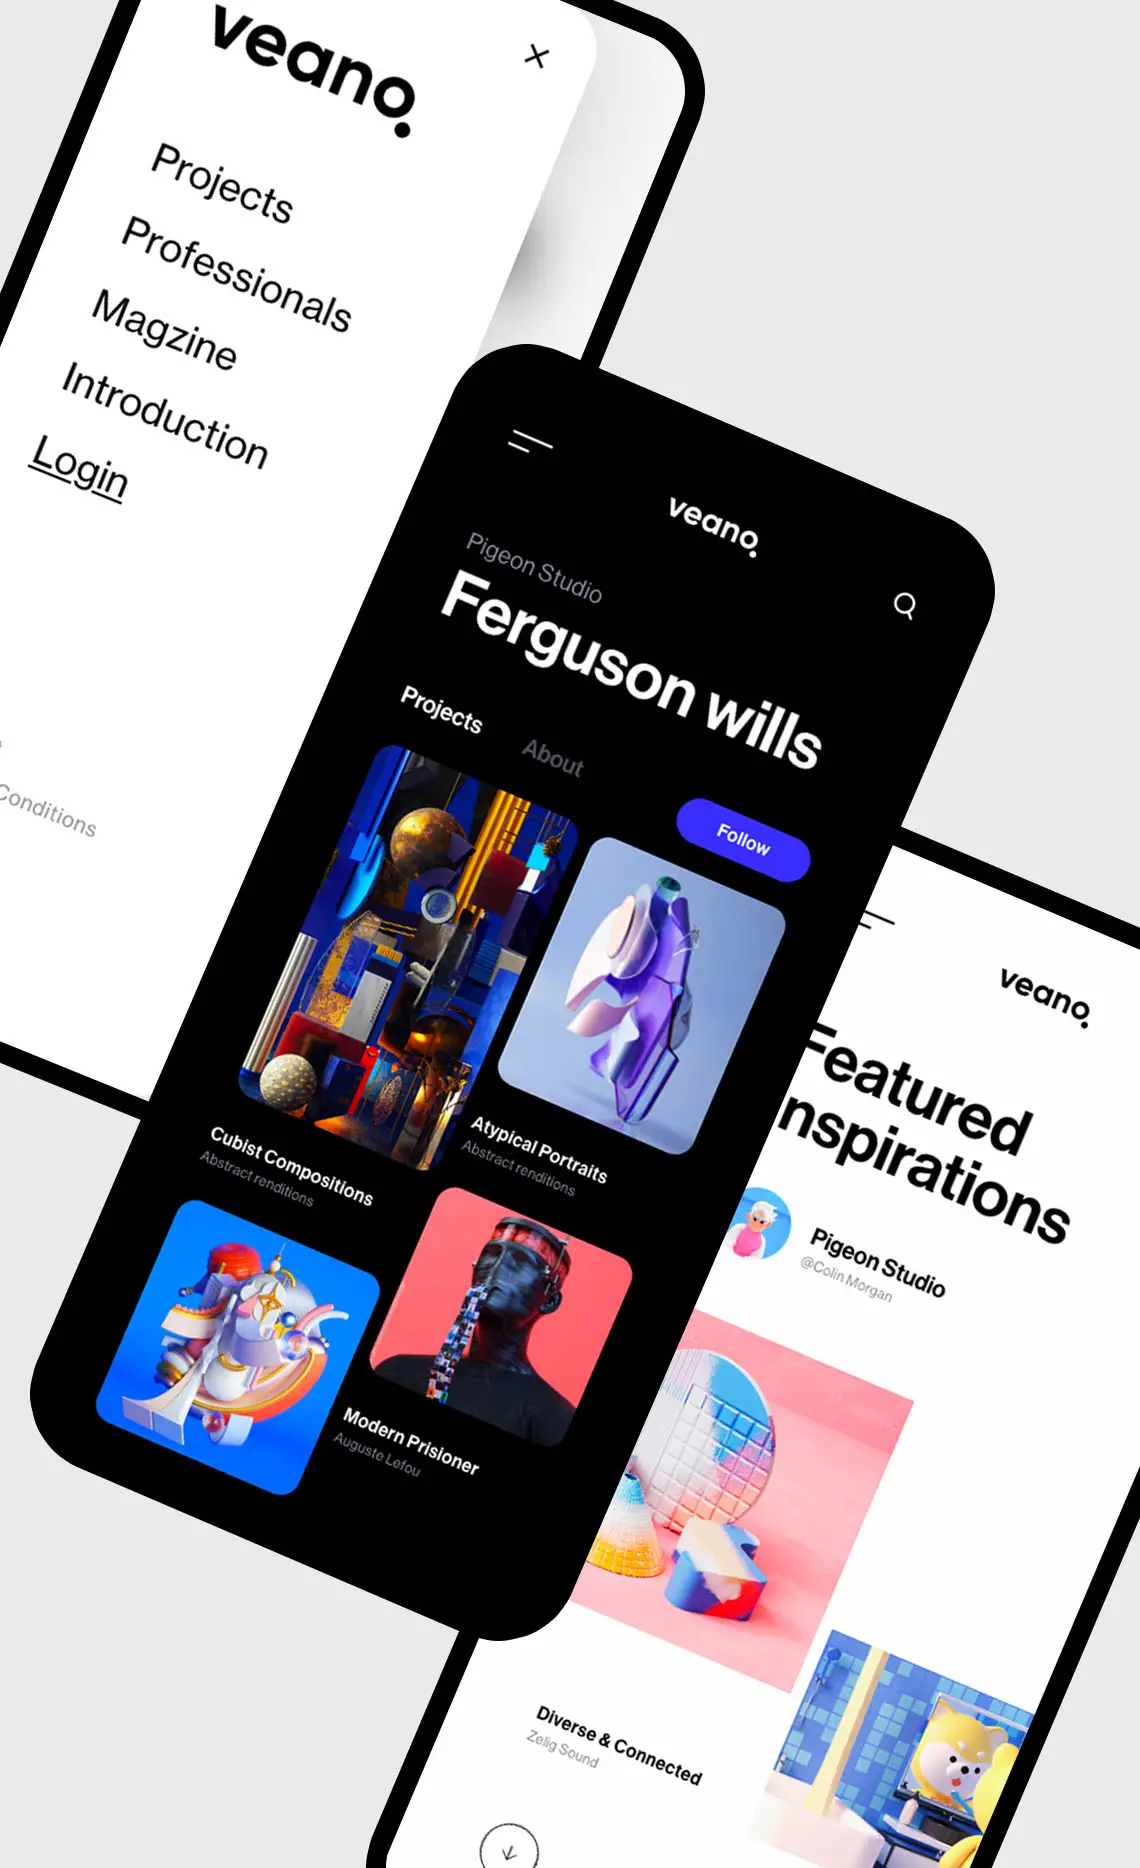 veano
Projects
Professionals
Magzine
Introduction
Login
Conditions
veano
Pigeon Studio
Ferguson wills
Projects
About
Follow
Cubist Compositions
Abstract renditions
Atypical Portraits
Abstract renditions
Modern Prisioner
Auguste Lefou
veano
Featured
nspirations
Pigeon Studio
@Colin Morgan
Diverse & Connected
Zelig Sound